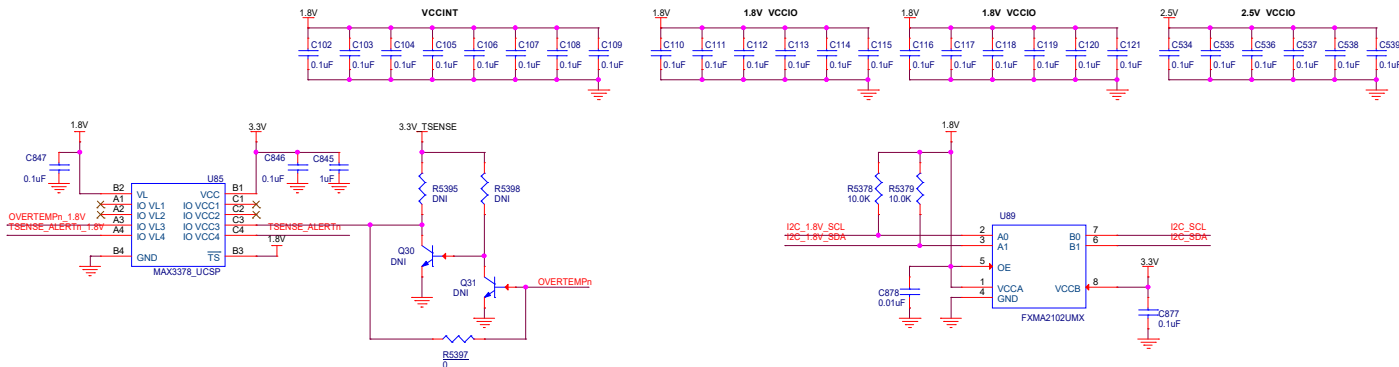 VCCINT
1.8V VCCIO
1.8V VCCIO
2.5V VCCIO
1.8V
1.8V
1.8V
2.5V
C102 C103 C104 C105 C106 C107 C108 C109
0.1uF 0.1uF 0.1uF 0.1uF 0.1uF 0.1uF 0.1uF 0.1uF
C110 C111 C112 C113 C114 C115
0.1uF 0.1uF 0.1uF 0.1uF 0.1uF 0.1uF
C116 C117 C118 C119 C120 C121
0.1uF 0.1uF 0.1uF 0.1uF 0.1uF 0.1uF
C534 C535 C536 C537 C538 C539
0.1uF 0.1uF 0.1uF 0.1uF 0.1uF 0.1uF
1.8V
3.3V
C847
0.1uF
C846
0.1uF
C845
1uF
U85
B2 VL VCC B1
A1 IO VL1 IO VCC1 C1
A2 IO VL2 IO VCC2 C2
A3 IO VL3 IO VCC3 C3
A4 IO VL4 IO VCC4 C4
B4 GND TS B3
MAX3378_UCSP
OVERTEMPn_1.8V
TSENSE_ALERTn_1.8V
TSENSE_ALERTn
1.8V
3.3V_TSENSE
R5395
DNI
R5398
DNI
Q30
DNI
Q31
DNI
OVERTEMPn
R5397
0
1.8V
R5378
10.0K
R5379
10.0K
U89
I2C_1.8V_SCL
I2C_1.8V_SDA
2 A0 B0 7
3 A1 B1 6
5 OE
1 VCCA VCCB 8
4 GND
FXMA2102UMX
I2C_SCL
I2C_SDA
3.3V
C878
0.01uF
C877
0.1uF